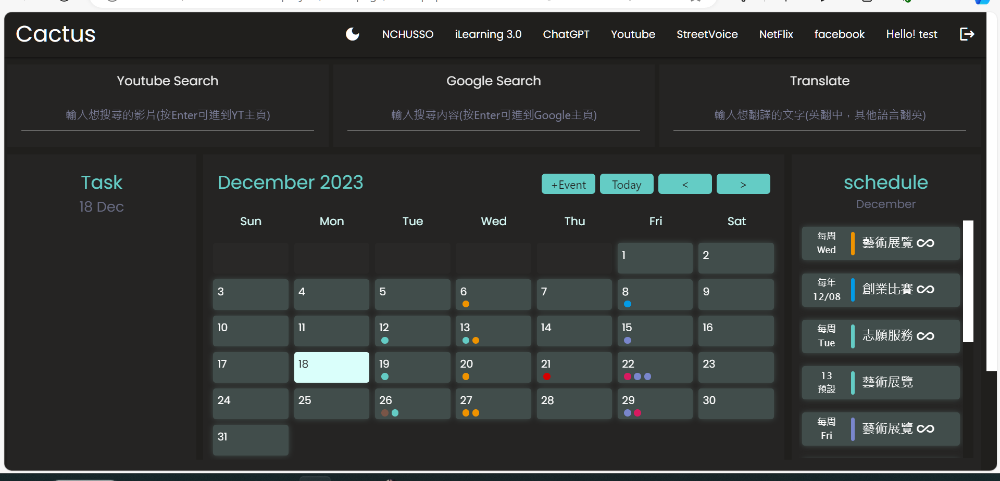 Cactus
NCHUSSO iLearning 3.0 ChatGPT Youtube StreetVoice NetFlix facebook Hello! test
Youtube Search
輸入想搜尋的影片(按Enter可進到YT主頁)
Google Search
輸入搜尋內容(按Enter可進到Google主頁)
Translate
輸入想翻譯的文字(英翻中，其他語言翻英)
Task
18 Dec
December 2023
+Event Today < >
Sun Mon Tue Wed Thu Fri Sat
1 2
3 4 5 6 7 8 9
10 11 12 13 14 15 16
17 18 19 20 21 22 23
24 25 26 27 28 29 30
31
schedule
December
每周
Wed
藝術展覽
每年
12/08
創業比賽
每周
Tue
志願服務
13
預設
藝術展覽
每周
Fri
藝術展覽